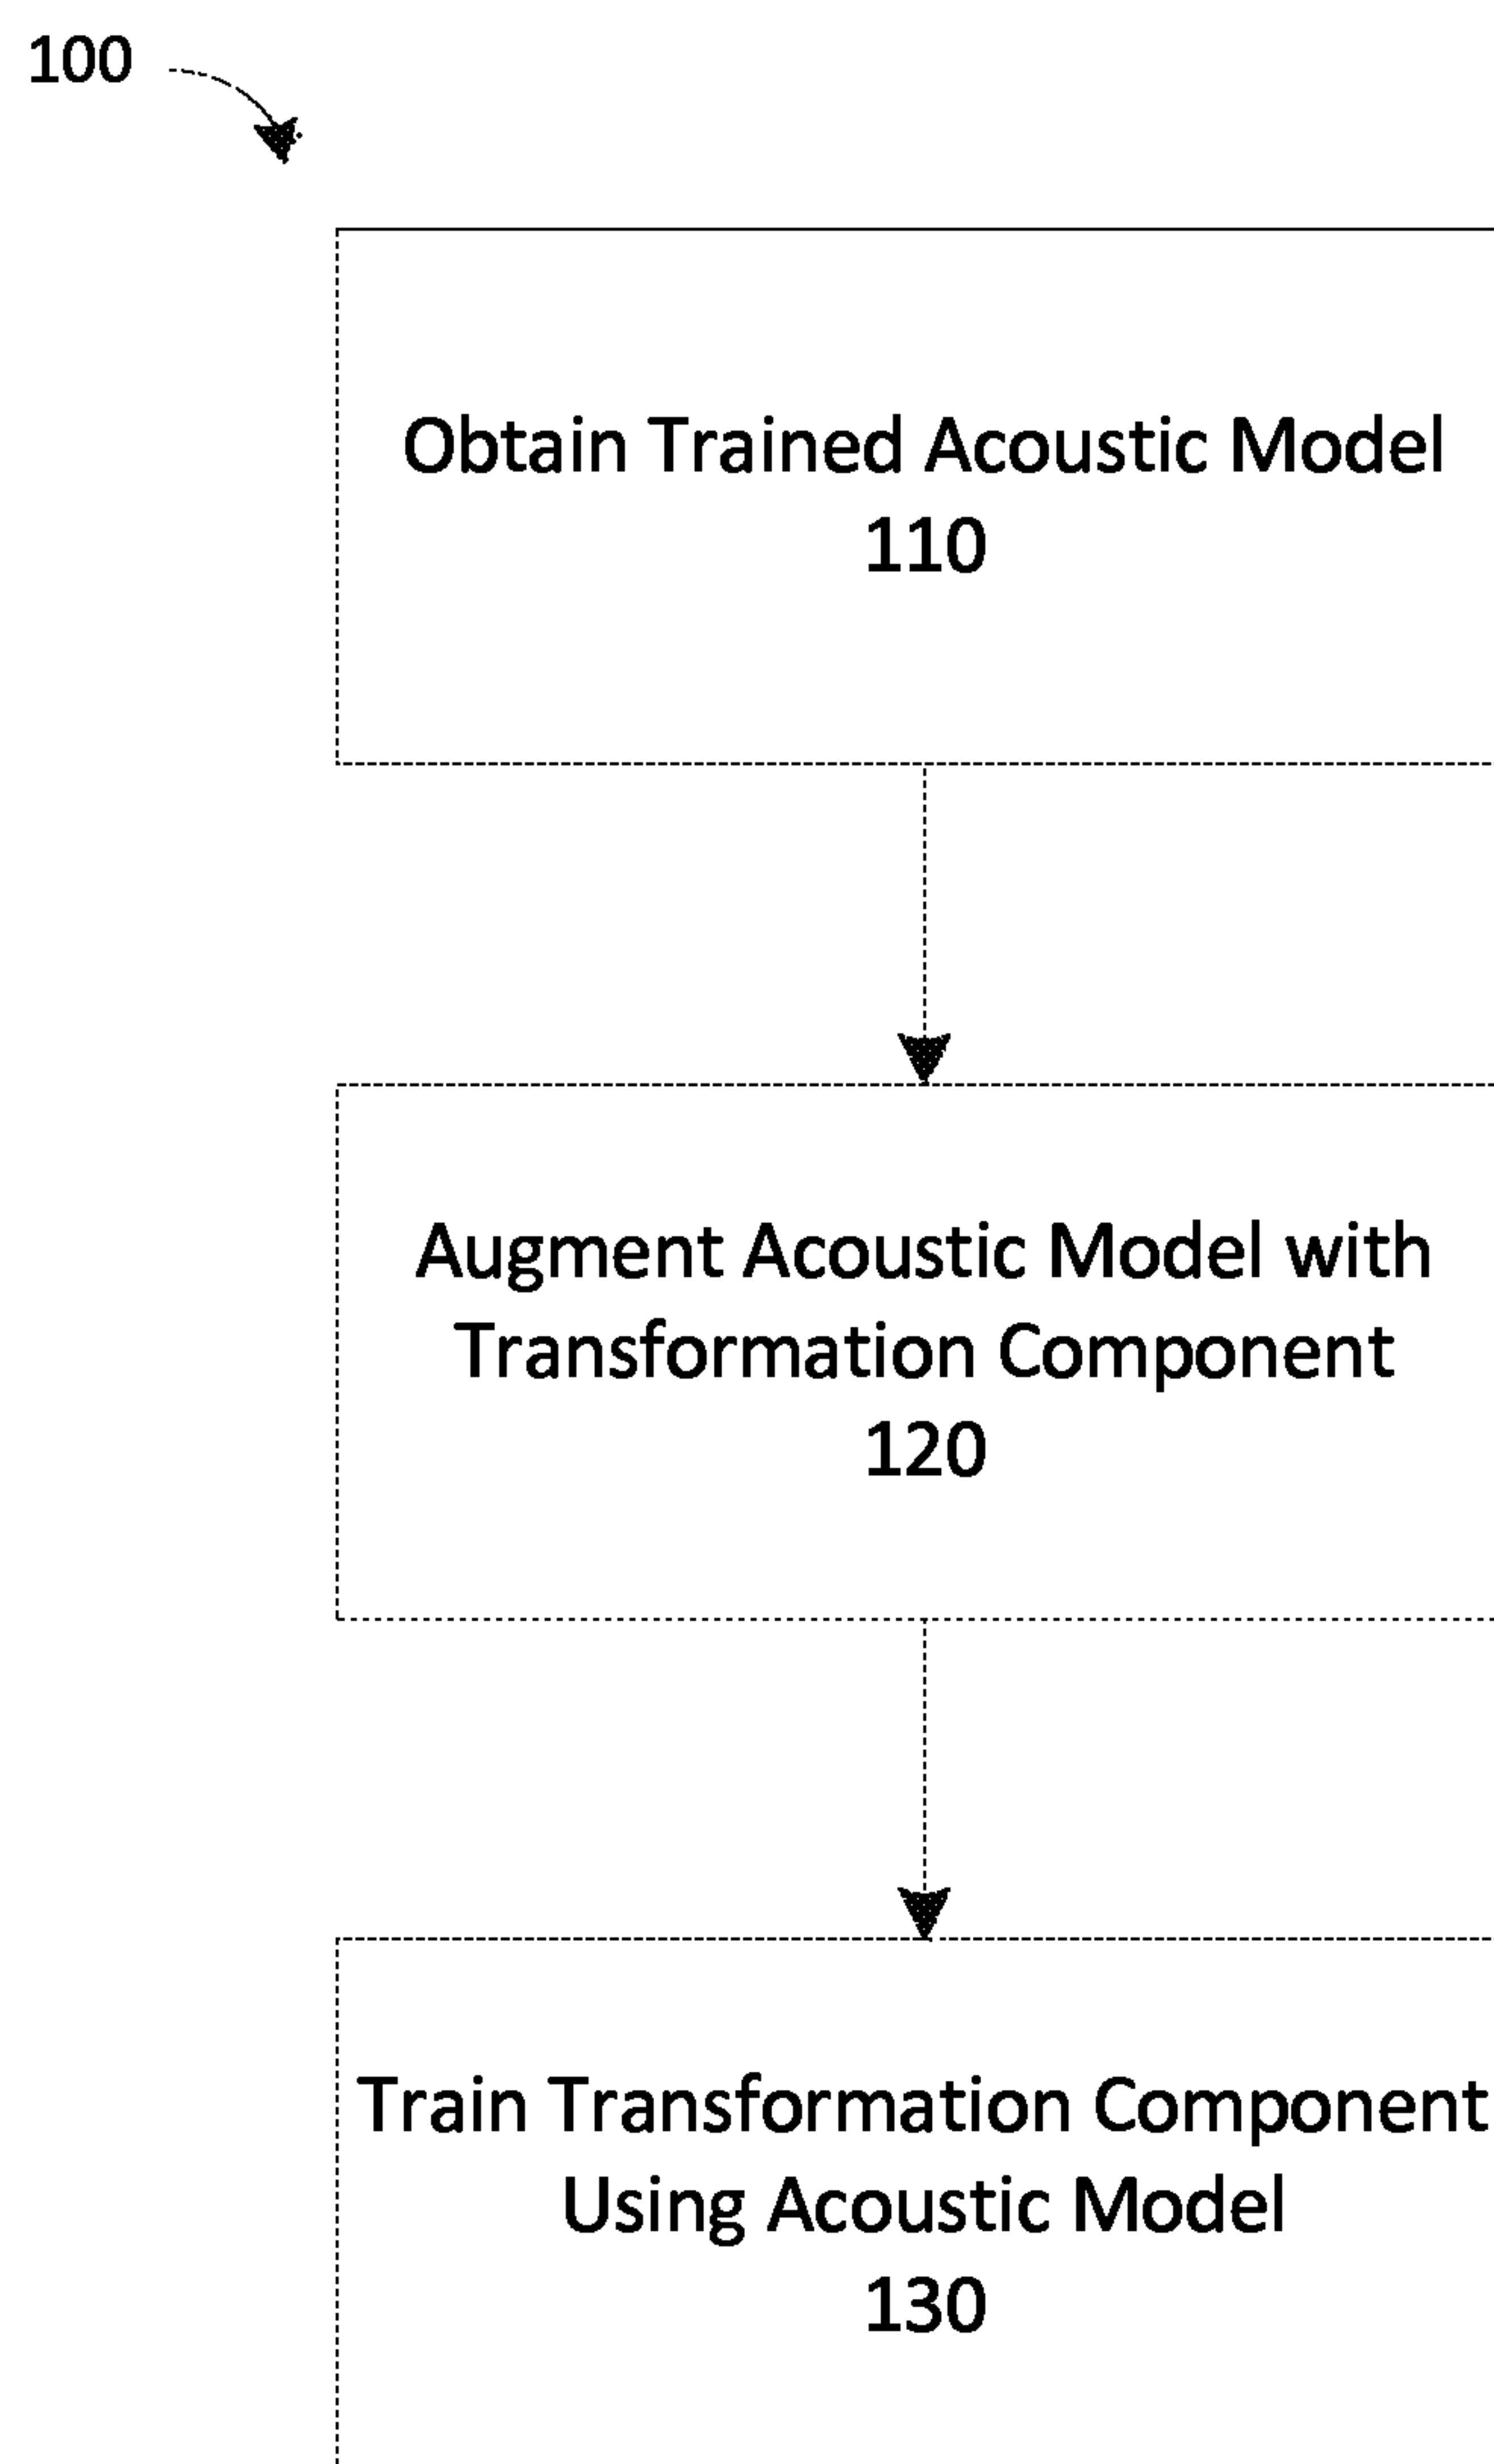 100
Obtain Trained Acoustic Model
110
Augment Acoustic Model with
Transformation Component
120
Train Transformation Component
Using Acoustic Model
130